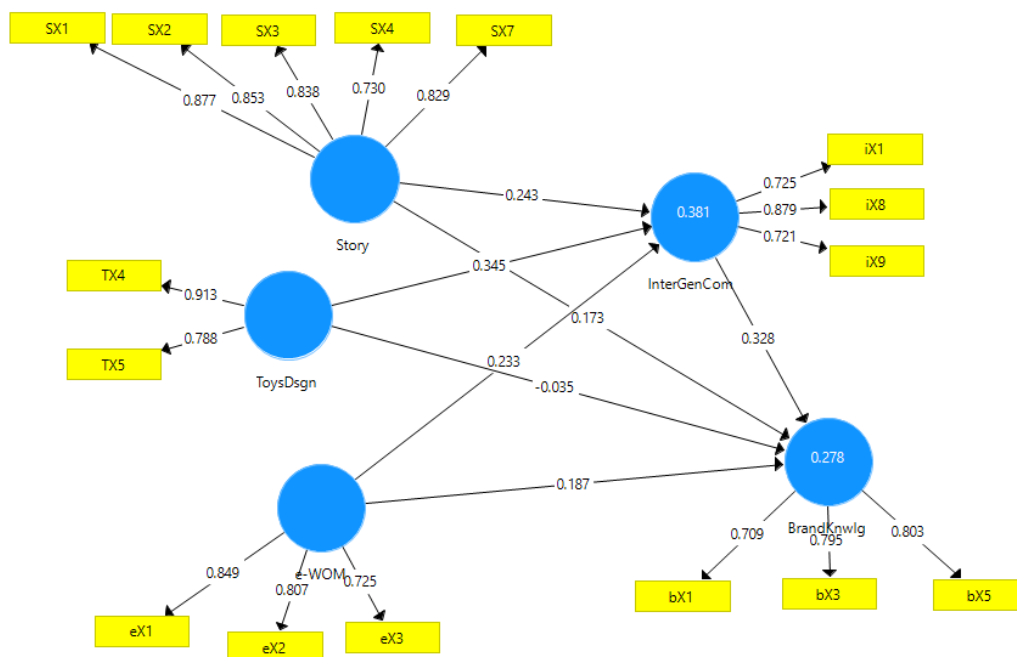 SX1
SX2
SX3
SX4
SX7
0.877
0.853
0.838
0.730
0.829
Story
0.243
0.345
0.173
0.233
-0.035
0.187
TX4
TX5
0.913
0.788
ToysDsgn
0.381
InterGenCom
0.725
0.879
0.721
iX1
iX8
iX9
0.328
0.278
BrandKnwlg
0.709
0.795
0.803
bX1
bX3
bX5
e-WOM
0.849
0.807
0.725
eX1
eX2
eX3